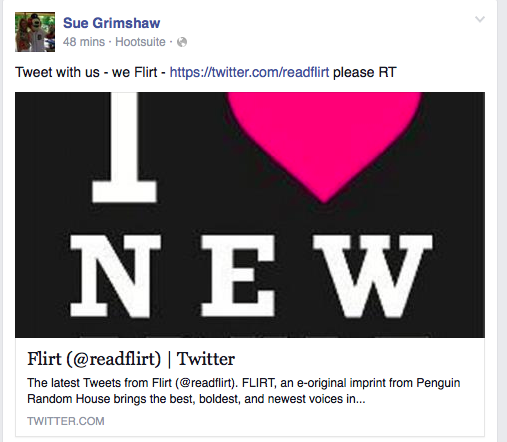 Sue Grimshaw
48 mins · Hootsuite ·
Tweet with us - we Flirt - https://twitter.com/readflirt please RT
I
NEW
Flirt (@readflirt) | Twitter
The latest Tweets from Flirt (@readflirt). FLIRT, an e-original imprint from Penguin
Random House brings the best, boldest, and newest voices in...
TWITTER.COM